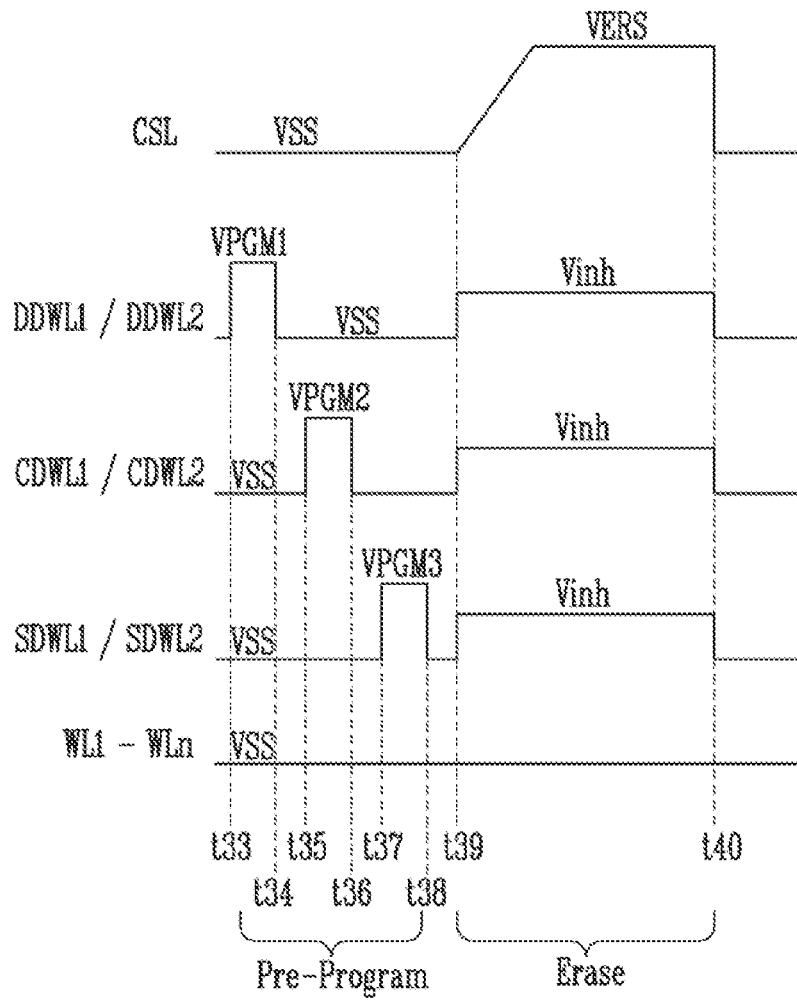 VERS
CSL VSS
VPGM1
Vinh
DDWL1 / DDWL2 VSS
VPGM2
Vinh
CDWL1 / CDWL2 VSS
VPGM3
Vinh
SDWL1 / SDWL2 VSS
WL1 - WLn VSS
t33 t35 t37 t39 t40
t34 t36 t38
Pre-Program Erase